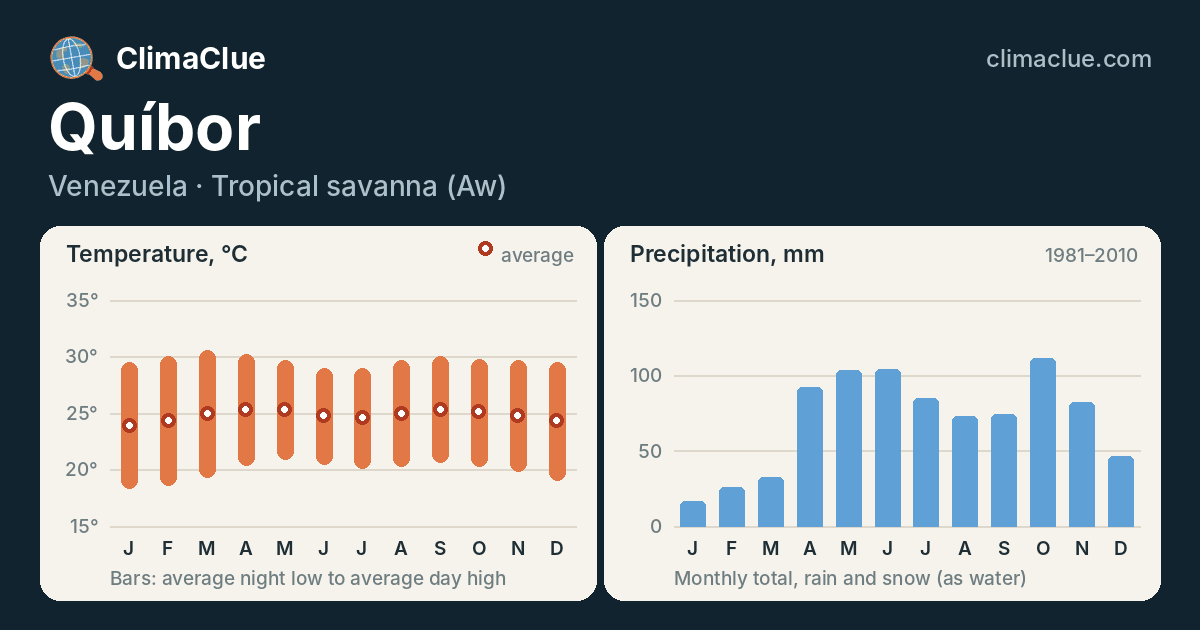 ClimaClue
climaclue.com
Quíbor
Venezuela · Tropical savanna (Aw)
Temperature, °C
average
35°
30°
25°
20°
15°
J F M A M J J A S O N D
Bars: average night low to average day high
Precipitation, mm
1981–2010
150
100
50
0
J F M A M J J A S O N D
Monthly total, rain and snow (as water)